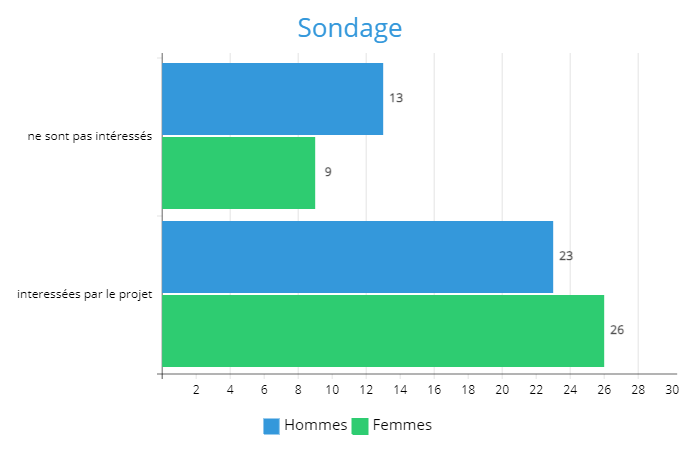 Sondage
13
ne sont pas intéressés
9
23
interessées par le projet
26
2 4 6 8 10 12 14 16 18 20 22 24 26 28 30
Hommes Femmes